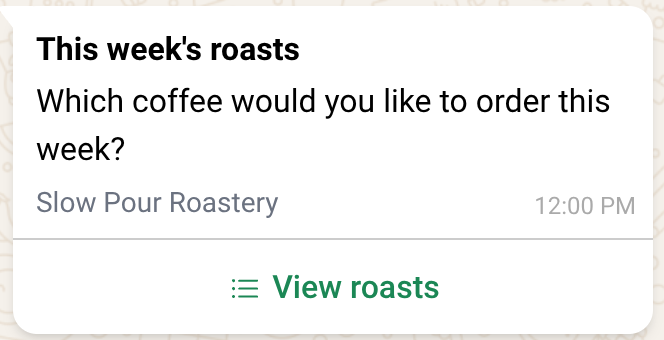 This week's roasts
Which coffee would you like to order this
week?
Slow Pour Roastery
12:00 PM
View roasts